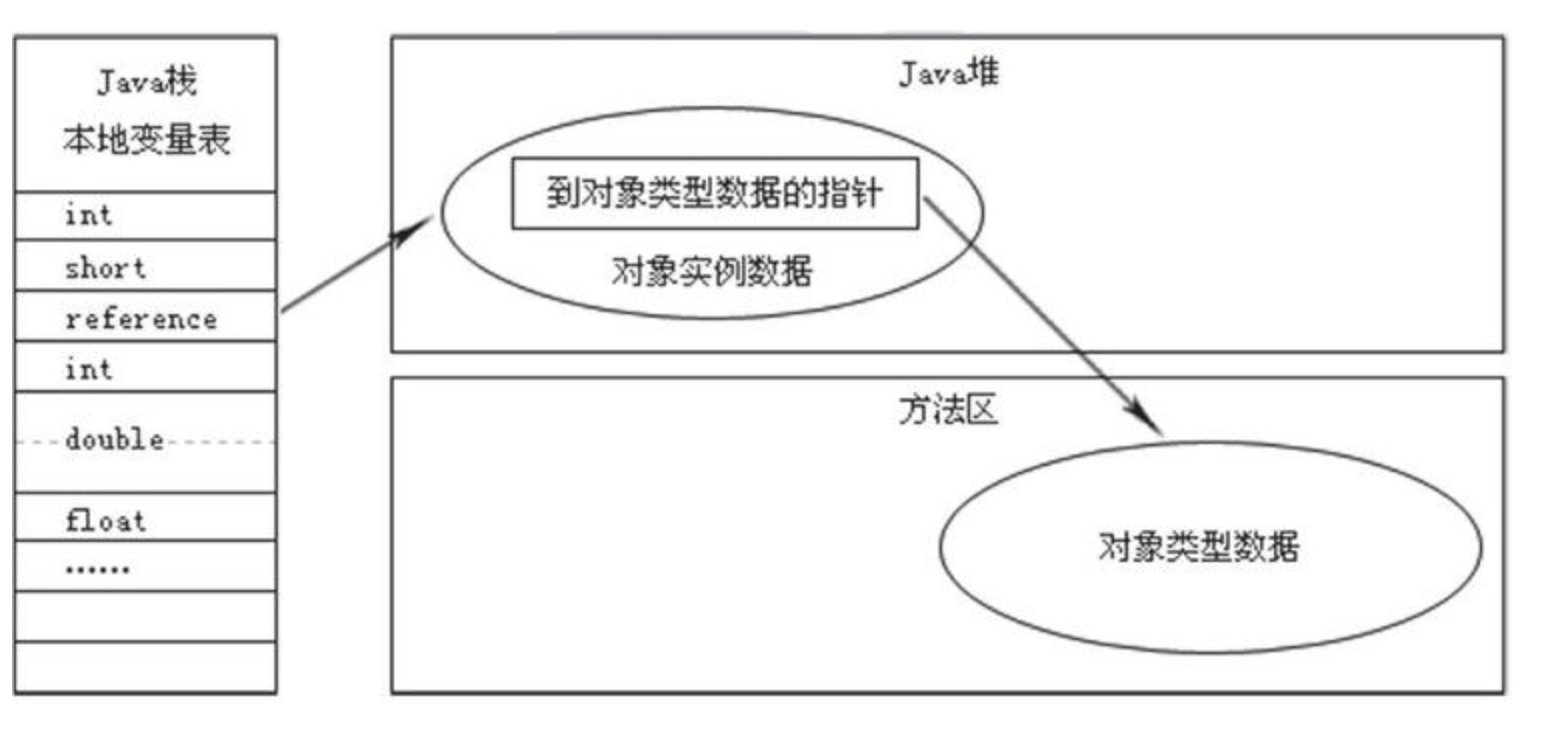 Java栈
本地变量表
int
short
reference
int
double
float
······
Java堆
到对象类型数据的指针
对象实例数据
方法区
对象类型数据